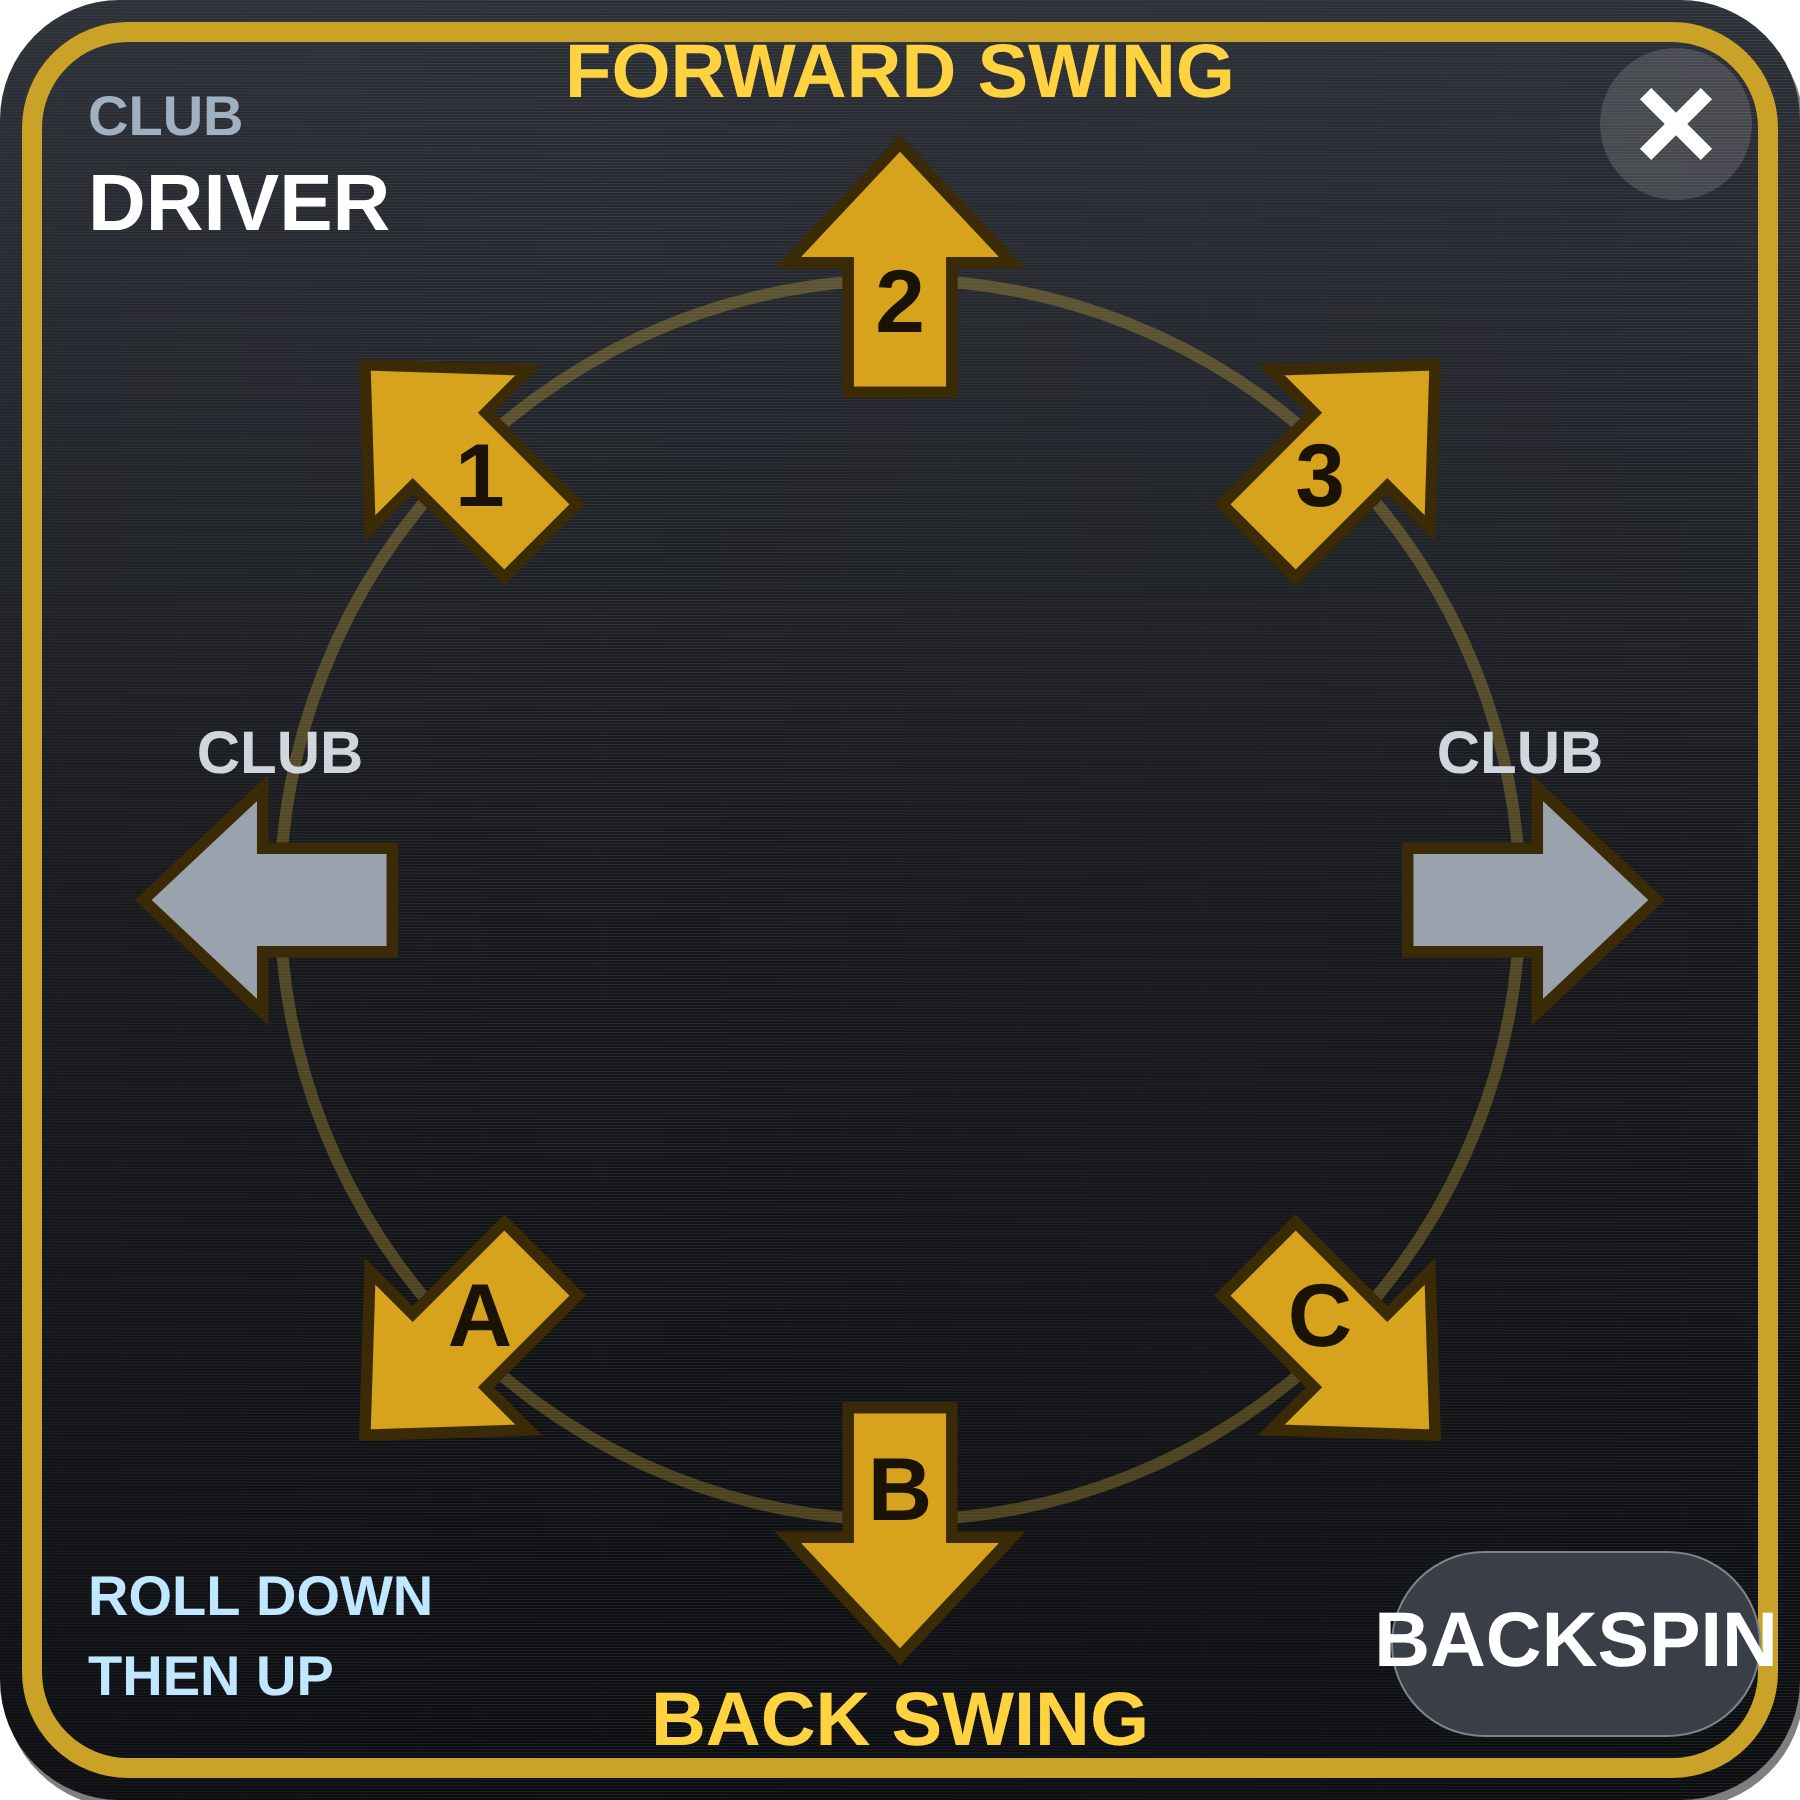 FORWARD SWING
CLUB
DRIVER
2
1
3
CLUB
CLUB
A
C
B
ROLL DOWN
THEN UP
BACKSPIN
BACK SWING